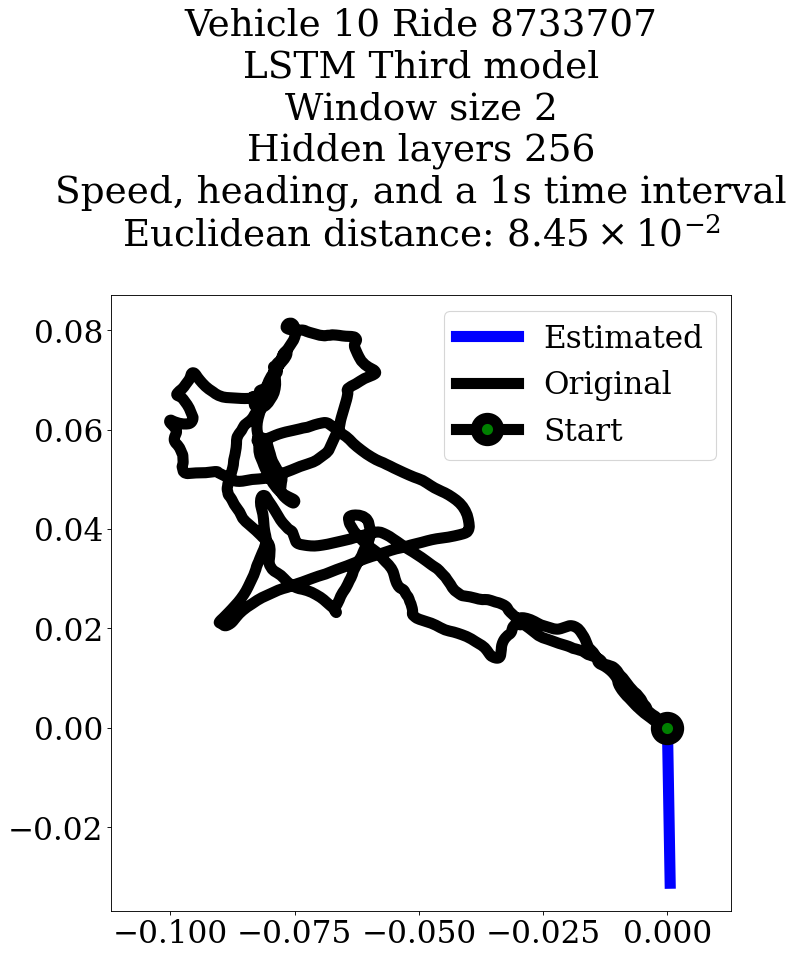 Vehicle 10 Ride 8733707
LSTM Third model
Window size 2
Hidden layers 256
Speed, heading, and a 1s time interval
Euclidean distance: 8.45 × 10⁻²
Estimated
Original
Start
0.08
0.06
0.04
0.02
0.00
−0.02
−0.100 −0.075 −0.050 −0.025 0.000